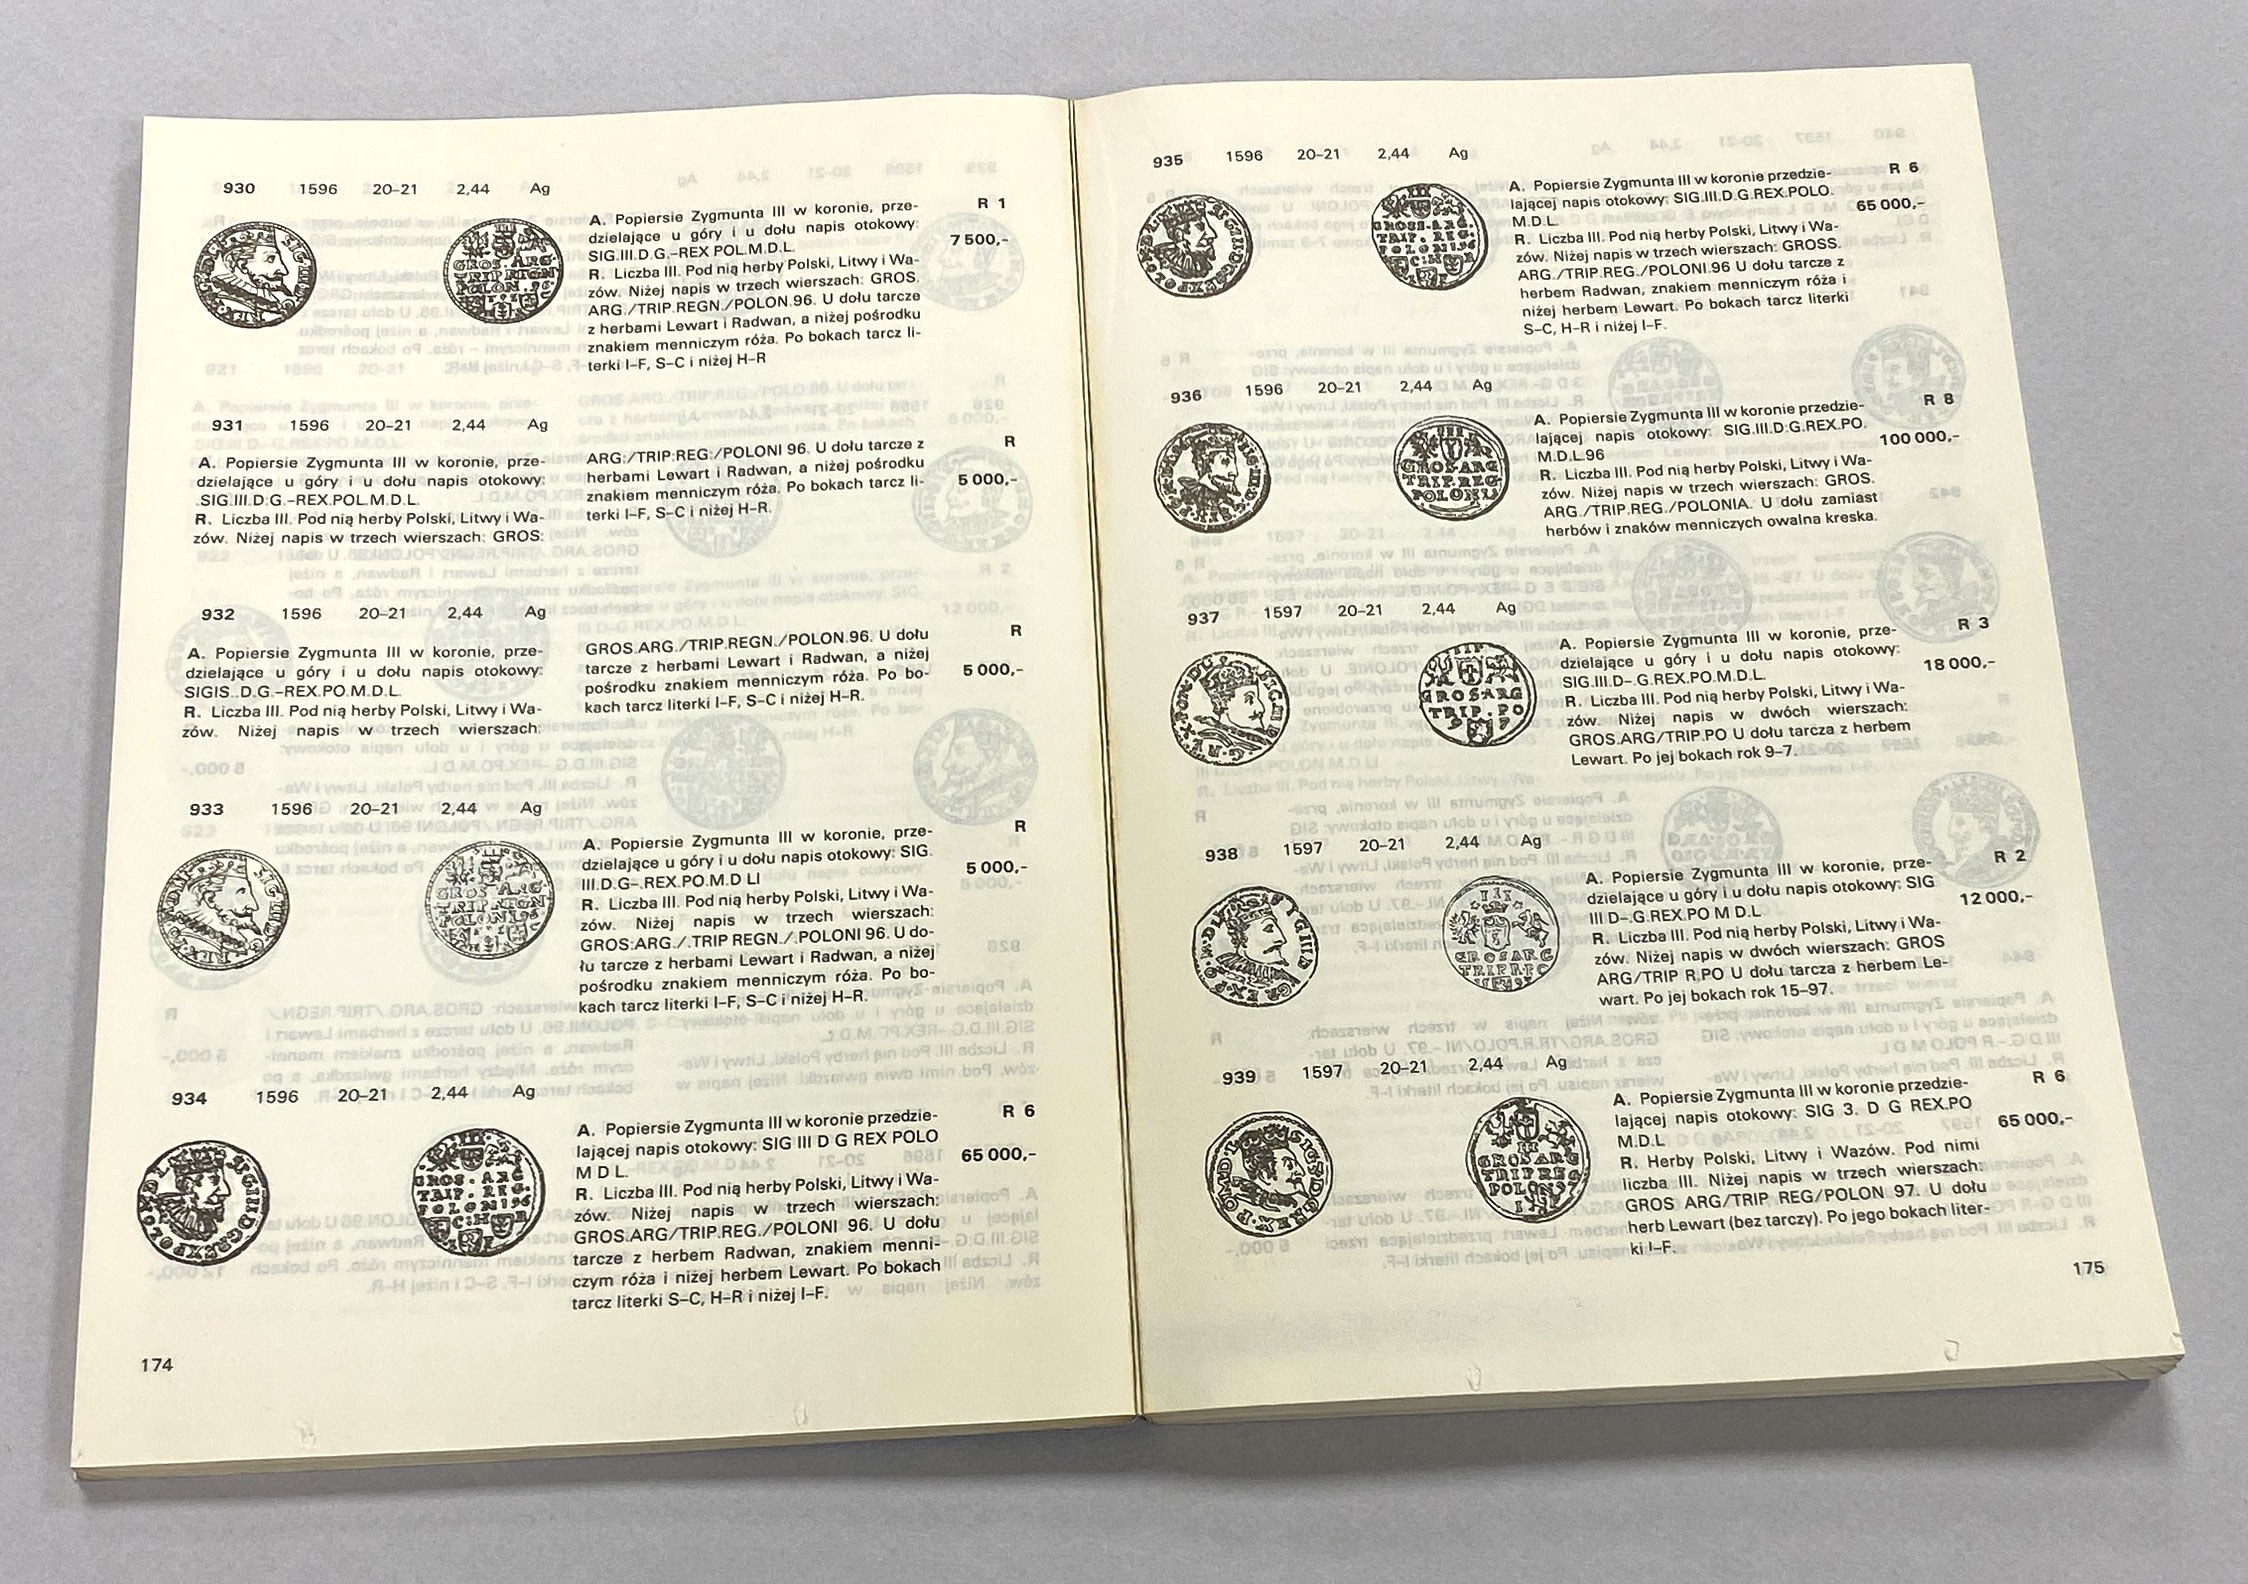 930 1596 20–21 2,44 Ag
A. Popiersie Zygmunta III w koronie, prze-
dzielające u góry i u dołu napis otokowy:
SIG.III.D.G.–REX POL.M.D.L.
R. Liczba III. Pod nią herby Polski, Litwy i Wa-
zów. Niżej napis w trzech wierszach: GROS.
ARG./TRIP.REGN./POLON.96. U dołu tarcze
z herbami Lewart i Radwan, a niżej pośrodku
znakiem menniczym róża. Po bokach tarcz li-
terki I–F, S–C i niżej H–R
R 1
7 500,–
931 1596 20–21 2,44 Ag
A. Popiersie Zygmunta III w koronie, prze-
dzielające u góry i u dołu napis otokowy:
.SIG.III.D:G.–REX.POL.M.D.L.
R. Liczba III. Pod nią herby Polski, Litwy i Wa-
zów. Niżej napis w trzech wierszach: GROS:
ARG:/TRIP:REG:/POLONI 96. U dołu tarcze z
herbami Lewart i Radwan, a niżej pośrodku
znakiem menniczym róża. Po bokach tarcz li-
terki I–F, S–C i niżej H–R.
R
5 000,–
932 1596 20–21 2,44 Ag
A. Popiersie Zygmunta III w koronie, prze-
dzielające u góry i u dołu napis otokowy:
SIGIS..D.G.–REX.PO.M.D.L.
R. Liczba III. Pod nią herby Polski, Litwy i Wa-
zów. Niżej napis w trzech wierszach:
GROS.ARG./TRIP.REGN./POLON.96. U dołu
tarcze z herbami Lewart i Radwan, a niżej
pośrodku znakiem menniczym róża. Po bo-
kach tarcz literki I–F, S–C i niżej H–R.
R
5 000,–
933 1596 20–21 2,44 Ag
A. Popiersie Zygmunta III w koronie, prze-
dzielające u góry i u dołu napis otokowy: SIG.
III.D.G–.REX.PO.M.D LI
R. Liczba III. Pod nią herby Polski, Litwy i Wa-
zów. Niżej napis w trzech wierszach:
GROS:ARG./.TRIP REGN./.POLONI 96. U do-
łu tarcze z herbami Lewart i Radwan, a niżej
pośrodku znakiem menniczym róża. Po bo-
kach tarcz literki I–F, S–C i niżej H–R.
R
5 000,–
934 1596 20–21 2,44 Ag
A. Popiersie Zygmunta III w koronie przedzie-
lającej napis otokowy: SIG III D G REX POLO
M D L.
R. Liczba III. Pod nią herby Polski, Litwy i Wa-
zów. Niżej napis w trzech wierszach:
GROS.ARG/TRIP.REG./POLONI 96. U dołu
tarcze z herbem Radwan, znakiem menni-
czym róża i niżej herbem Lewart. Po bokach
tarcz literki S–C, H–R i niżej I–F.
R 6
65 000,–
174
935 1596 20–21 2,44 Ag
A. Popiersie Zygmunta III w koronie przedzie-
lającej napis otokowy: SIG.III.D.G.REX.POLO.
M.D.L.
R. Liczba III. Pod nią herby Polski, Litwy i Wa-
zów. Niżej napis w trzech wierszach: GROSS.
ARG./TRIP.REG./POLONI.96 U dołu tarcze z
herbem Radwan, znakiem menniczym róża i
niżej herbem Lewart. Po bokach tarcz literki
S–C, H–R i niżej I–F.
R 6
65 000,–
936 1596 20–21 2,44 Ag
A. Popiersie Zygmunta III w koronie przedzie-
lającej napis otokowy: SIG.III.D:G.REX.PO.
M.D.L.96
R. Liczba III. Pod nią herby Polski, Litwy i Wa-
zów. Niżej napis w trzech wierszach: GROS.
ARG./TRIP.REG./POLONIA. U dołu zamiast
herbów i znaków menniczych owalna kreska.
R 8
100 000,–
937 1597 20–21 2,44 Ag
A. Popiersie Zygmunta III w koronie, prze-
dzielające u góry i u dołu napis otokowy:
SIG.III.D–.G.REX.PO.M.D.L.
R. Liczba III. Pod nią herby Polski, Litwy i Wa-
zów. Niżej napis w dwóch wierszach:
GROS.ARG/TRIP.PO U dołu tarcza z herbem
Lewart. Po jej bokach rok 9–7.
R 3
18 000,–
938 1597 20–21 2,44 Ag
A. Popiersie Zygmunta III w koronie, prze-
dzielające u góry i u dołu napis otokowy: SIG
III D–.G.REX.PO M D.L
R. Liczba III. Pod nią herby Polski, Litwy i Wa-
zów. Niżej napis w dwóch wierszach: GROS
ARG/TRIP R.PO U dołu tarcza z herbem Le-
wart. Po jej bokach rok 15–97.
R 2
12 000,–
939 1597 20–21 2,44 Ag
A. Popiersie Zygmunta III w koronie przedzie-
lającej napis otokowy: SIG 3. D G REX.PO
M.D.L
R. Herby Polski, Litwy i Wazów. Pod nimi
liczba III. Niżej napis w trzech wierszach:
GROS ARG/TRIP REG/POLON 97. U dołu
herb Lewart (bez tarczy). Po jego bokach liter-
ki I–F.
R 6
65 000,–
175